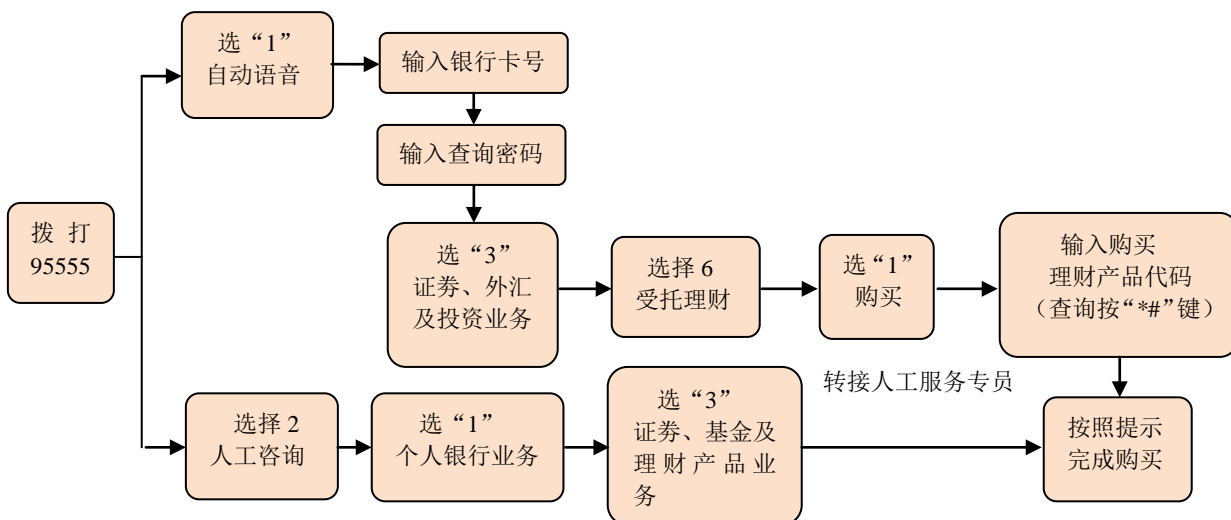 选“1”
自动语音
输入银行卡号
输入查询密码
拨 打
95555
选“3”
证券、外汇
及投资业务
选择 6
受托理财
选“1”
购买
输入购买
理财产品代码
（查询按“*#”键）
转接人工服务专员
选择 2
人工咨询
选“1”
个人银行业务
选“3”
证券、基金及
理财产品业
务
按照提示
完成购买